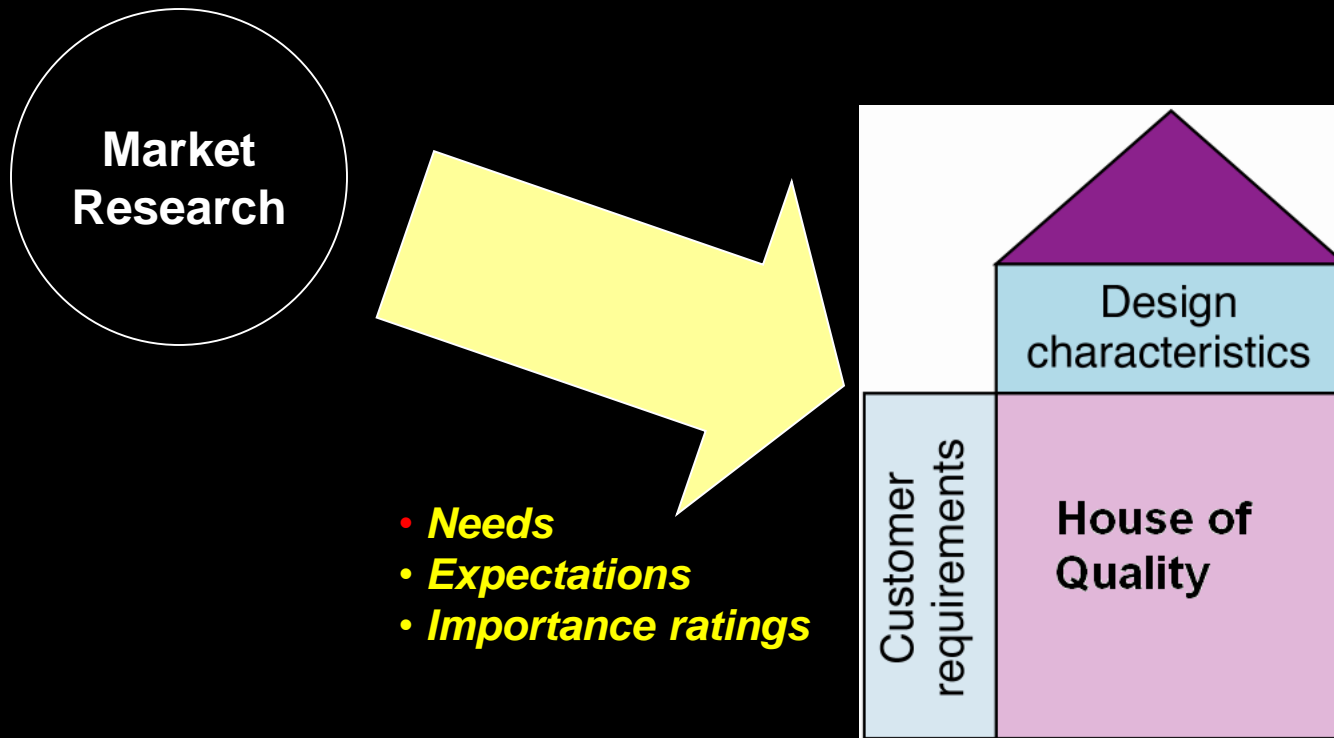 Market
Research
• Needs
• Expectations
• Importance ratings
Design
characteristics
Customer
requirements
House of
Quality